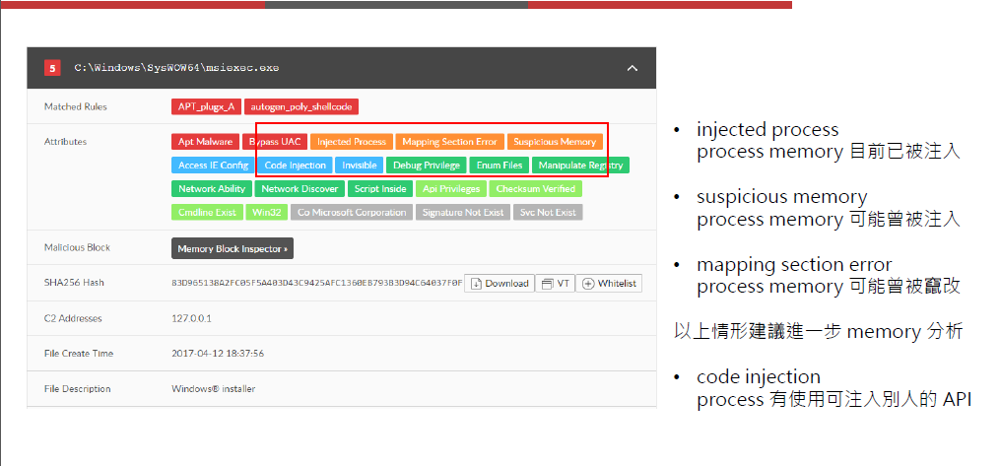 5 C:\Windows\SysWOW64\msiexec.exe
Matched Rules APT_plugx_A autogen_poly_shellcode
Attributes Apt Malware Bypass UAC Injected Process Mapping Section Error Suspicious Memory
Access IE Config Code Injection Invisible Debug Privilege Enum Files Manipulate Registry
Network Ability Network Discover Script Inside Api Privileges Checksum Verified
Cmdline Exist Win32 Co Microsoft Corporation Signature Not Exist Svc Not Exist
Malicious Block Memory Block Inspector »
SHA256 Hash 83D965138A2FC05F5A403D43C9425AFC1360EB79383D94C64037F0F Download VT Whitelist
C2 Addresses 127.0.0.1
File Create Time 2017-04-12 18:37:56
File Description Windows® installer
• injected process
process memory 目前已被注入
• suspicious memory
process memory 可能曾被注入
• mapping section error
process memory 可能曾被竄改
以上情形建議進一步 memory 分析
• code injection
process 有使用可注入別人的 API